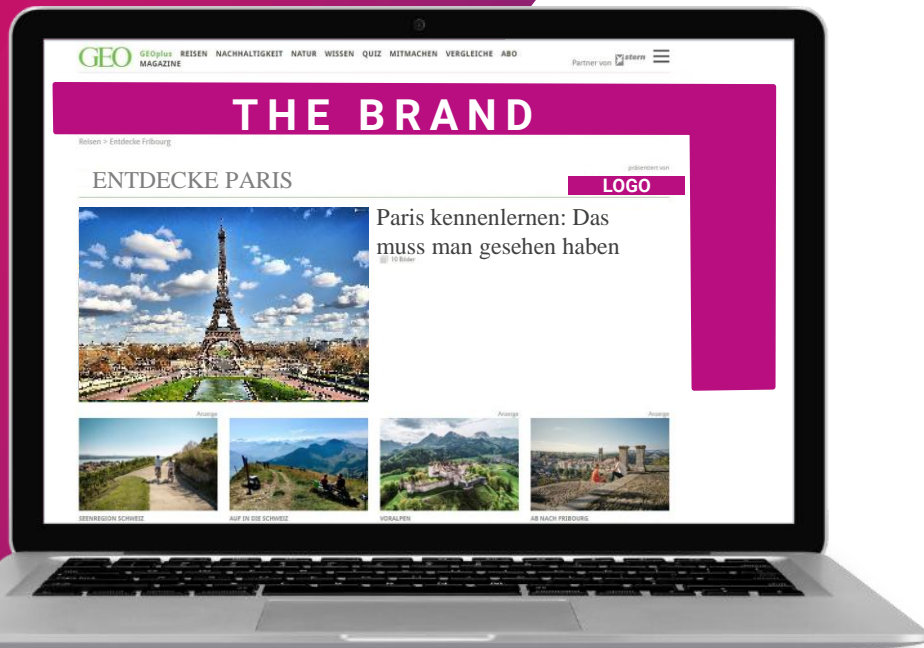 GEO GEOplus REISEN NACHHALTIGKEIT NATUR WISSEN QUIZ MITMACHEN VERGLEICHE ABO
MAGAZINE
Partner von stern
THE BRAND
Reisen > Entdecke Fribourg
präsentiert von
ENTDECKE PARIS
LOGO
Paris kennenlernen: Das
muss man gesehen haben
10 Bilder
Anzeige
Anzeige
Anzeige
SEENREGION SCHWEIZ
AUF IN DIE SCHWEIZ
VORALPEN
AB NACH FRIBOURG